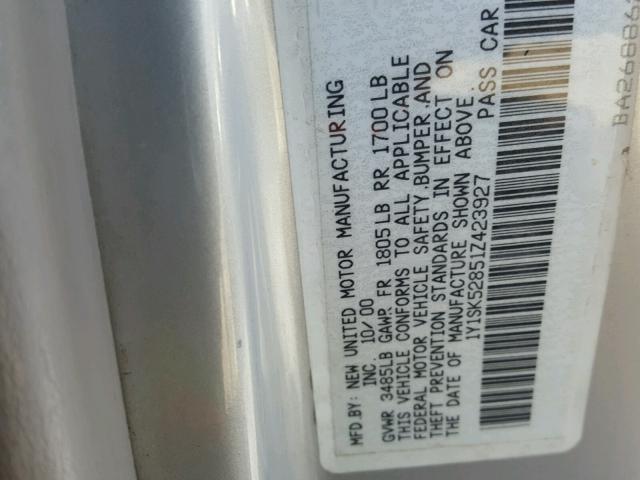 MFD.BY: NEW UNITED MOTOR MANUFACTURING
INC. 10/00
GVWR 3485LB GAWR FR 1805LB RR 1700LB
THIS VEHICLE CONFORMS TO ALL APPLICABLE
FEDERAL MOTOR VEHICLE SAFETY,BUMPER,AND
THEFT PREVENTION STANDARDS IN EFFECT ON
THE DATE OF MANUFACTURE SHOWN ABOVE.
1Y1SK52851Z423927 PASS CAR